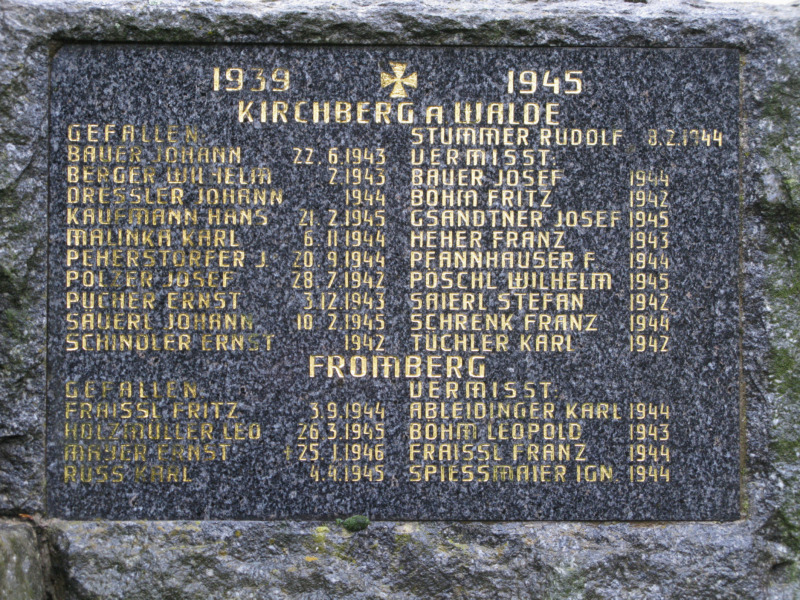 1939 1945
KIRCHBERG A WALDE
GEFALLEN:
BAUER JOHANN 22.6.1943
BERGER WILHELM 2.1943
DRESSLER JOHANN 1944
KAUFMANN HANS 21.2.1945
MALINKA KARL 6.11.1944
PEHERSTORFER J. 20.9.1944
POLZER JOSEF 28.7.1942
PUCHER ERNST 3.12.1943
SAUERL JOHANN 10.2.1945
SCHINDLER ERNST 1942
STUMMER RUDOLF 8.2.1944
VERMISST:
BAUER JOSEF 1944
BÖHM FRITZ 1942
GSANDTNER JOSEF 1945
HEHER FRANZ 1943
PFANNHAUSER F. 1944
PÖSCHL WILHELM 1945
SAIERL STEFAN 1942
SCHRENK FRANZ 1944
TUCHLER KARL 1942
FROMBERG
GEFALLEN:
FRAISSL FRITZ 3.9.1944
HOLZMÜLLER LEO 26.3.1945
MAYER ERNST +25.1.1946
RUSS KARL 4.4.1945
VERMISST:
ABLEIDINGER KARL 1944
BÖHM LEOPOLD 1943
FRAISSL FRANZ 1944
SPIESSMAIER IGN. 1944